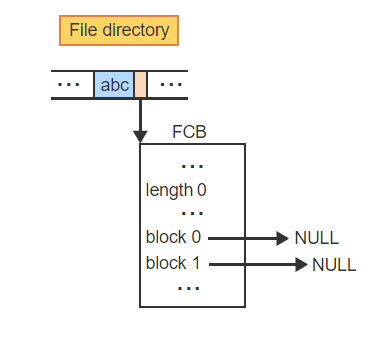 File directory
... abc ...
FCB
...
length 0
...
block 0 NULL
block 1 NULL
...